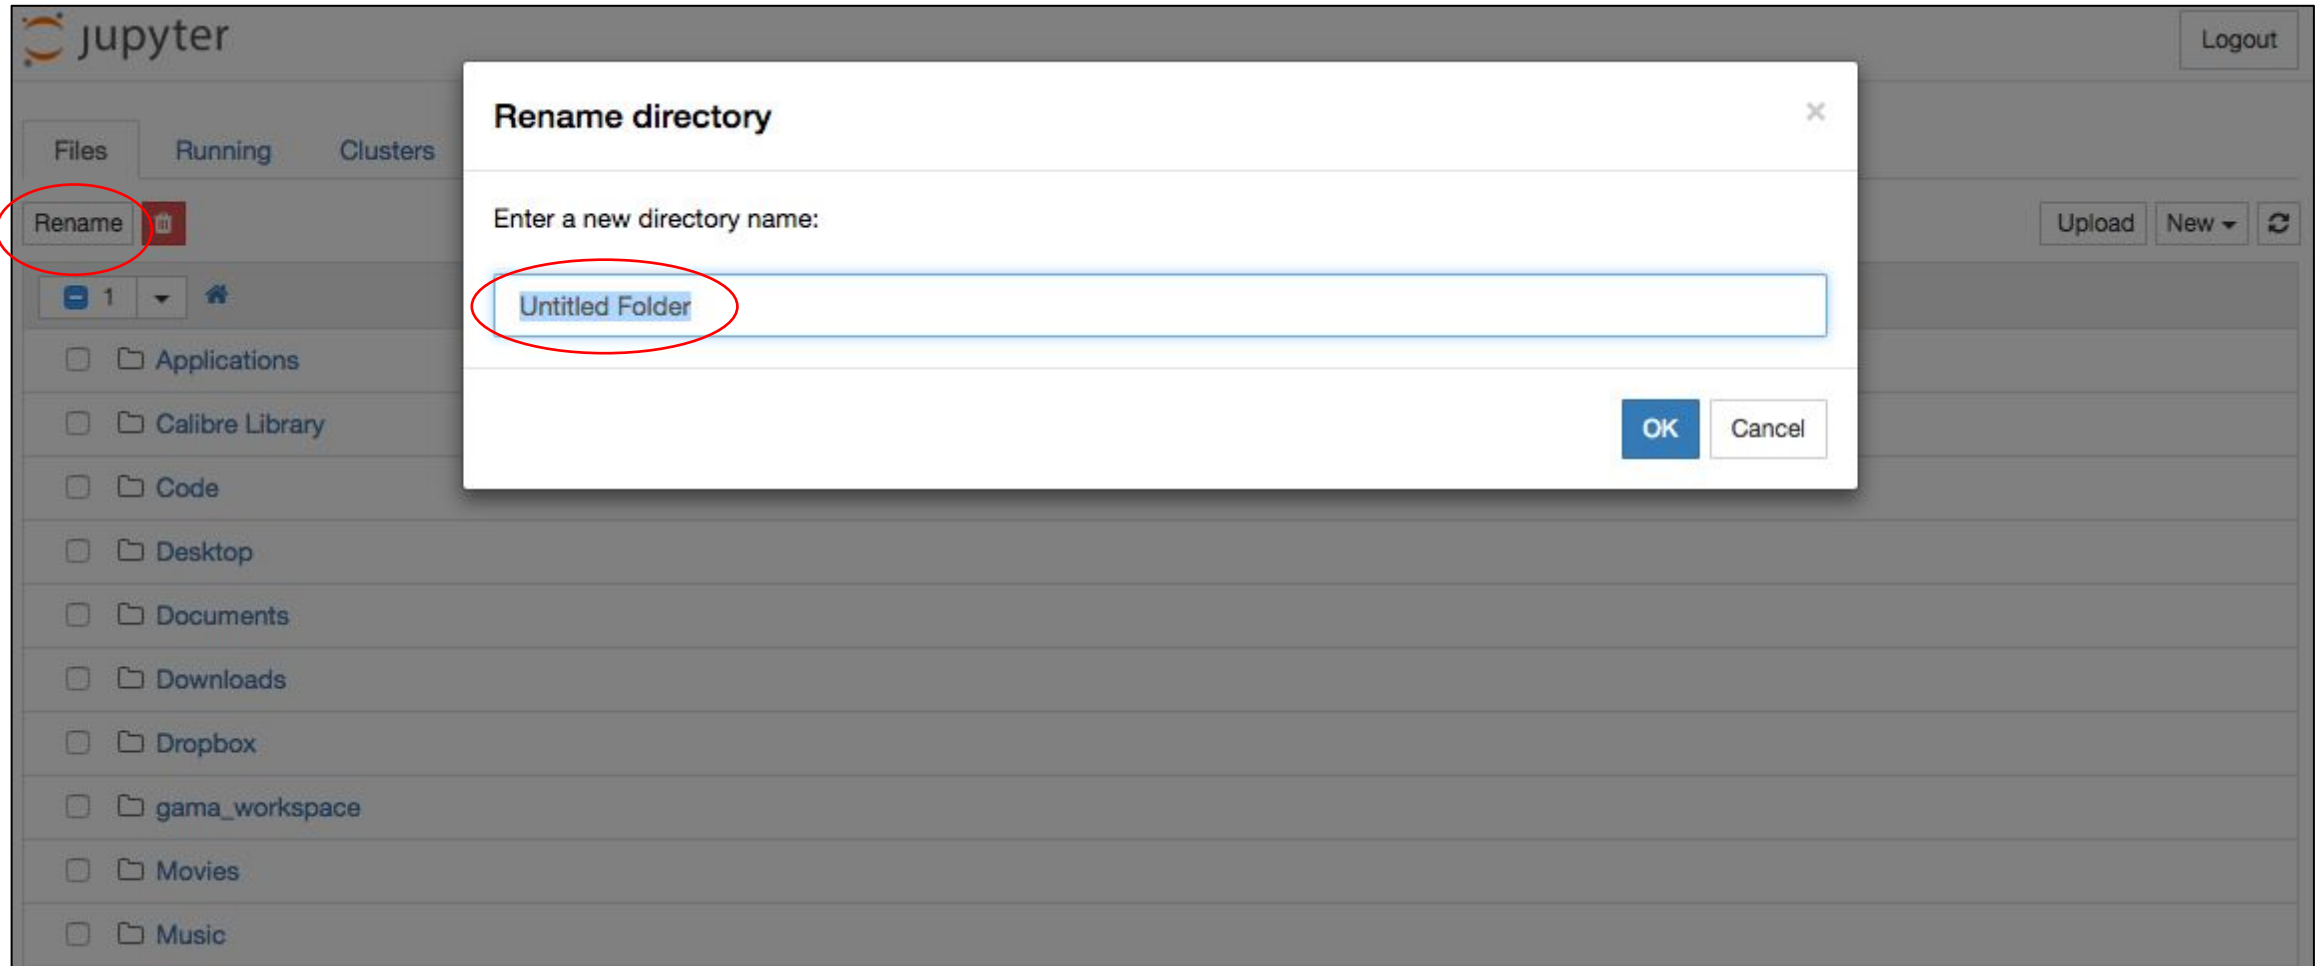 jupyter
Logout
Rename directory
×
Files Running Clusters
Rename
Enter a new directory name:
Upload New
1
Untitled Folder
Applications
Calibre Library
OK Cancel
Code
Desktop
Documents
Downloads
Dropbox
gama_workspace
Movies
Music